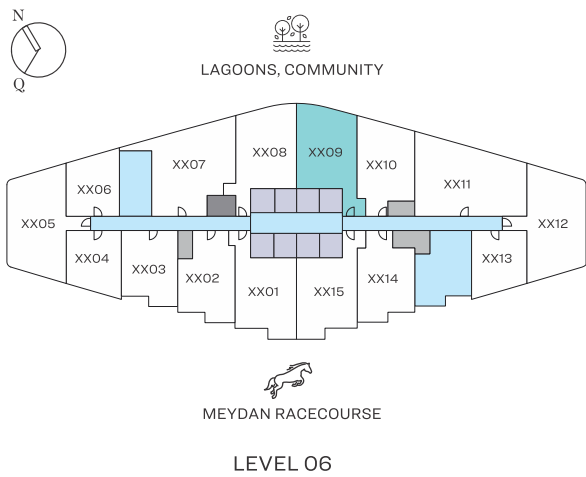 N
Q
LAGOONS, COMMUNITY
XX08
XX09
XX07
XX10
XX06
XX11
XX05
XX12
XX04
XX03
XX02
XX01
XX15
XX14
XX13
MEYDAN RACECOURSE
LEVEL 06